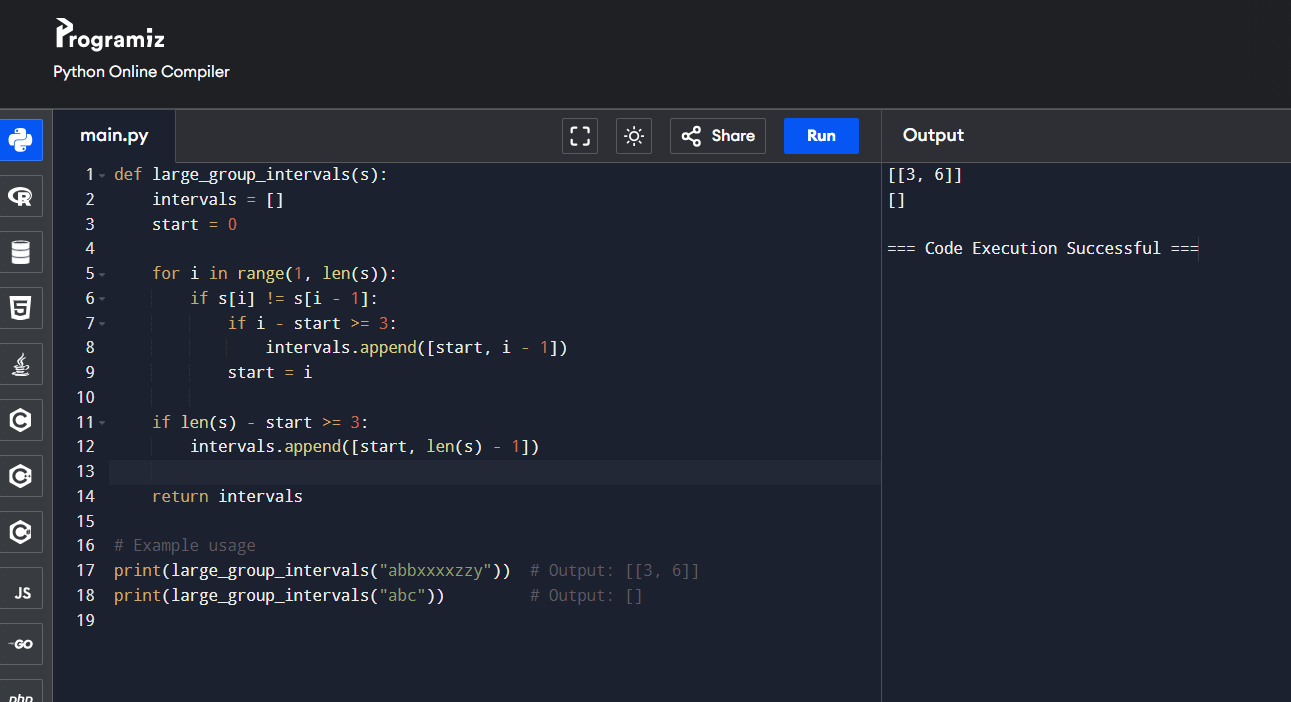 Programiz
Python Online Compiler
main.py
Share
Run
Output
1 def large_group_intervals(s):
2     intervals = []
3     start = 0
4
5     for i in range(1, len(s)):
6         if s[i] != s[i - 1]:
7             if i - start >= 3:
8                 intervals.append([start, i - 1])
9             start = i
10
11     if len(s) - start >= 3:
12         intervals.append([start, len(s) - 1])
13
14     return intervals
15
16 # Example usage
17 print(large_group_intervals("abbxxxxzzy"))  # Output: [[3, 6]]
18 print(large_group_intervals("abc"))         # Output: []
19
[[3, 6]]
[]
=== Code Execution Successful ===
R
5
C
C
C
JS
GO
php